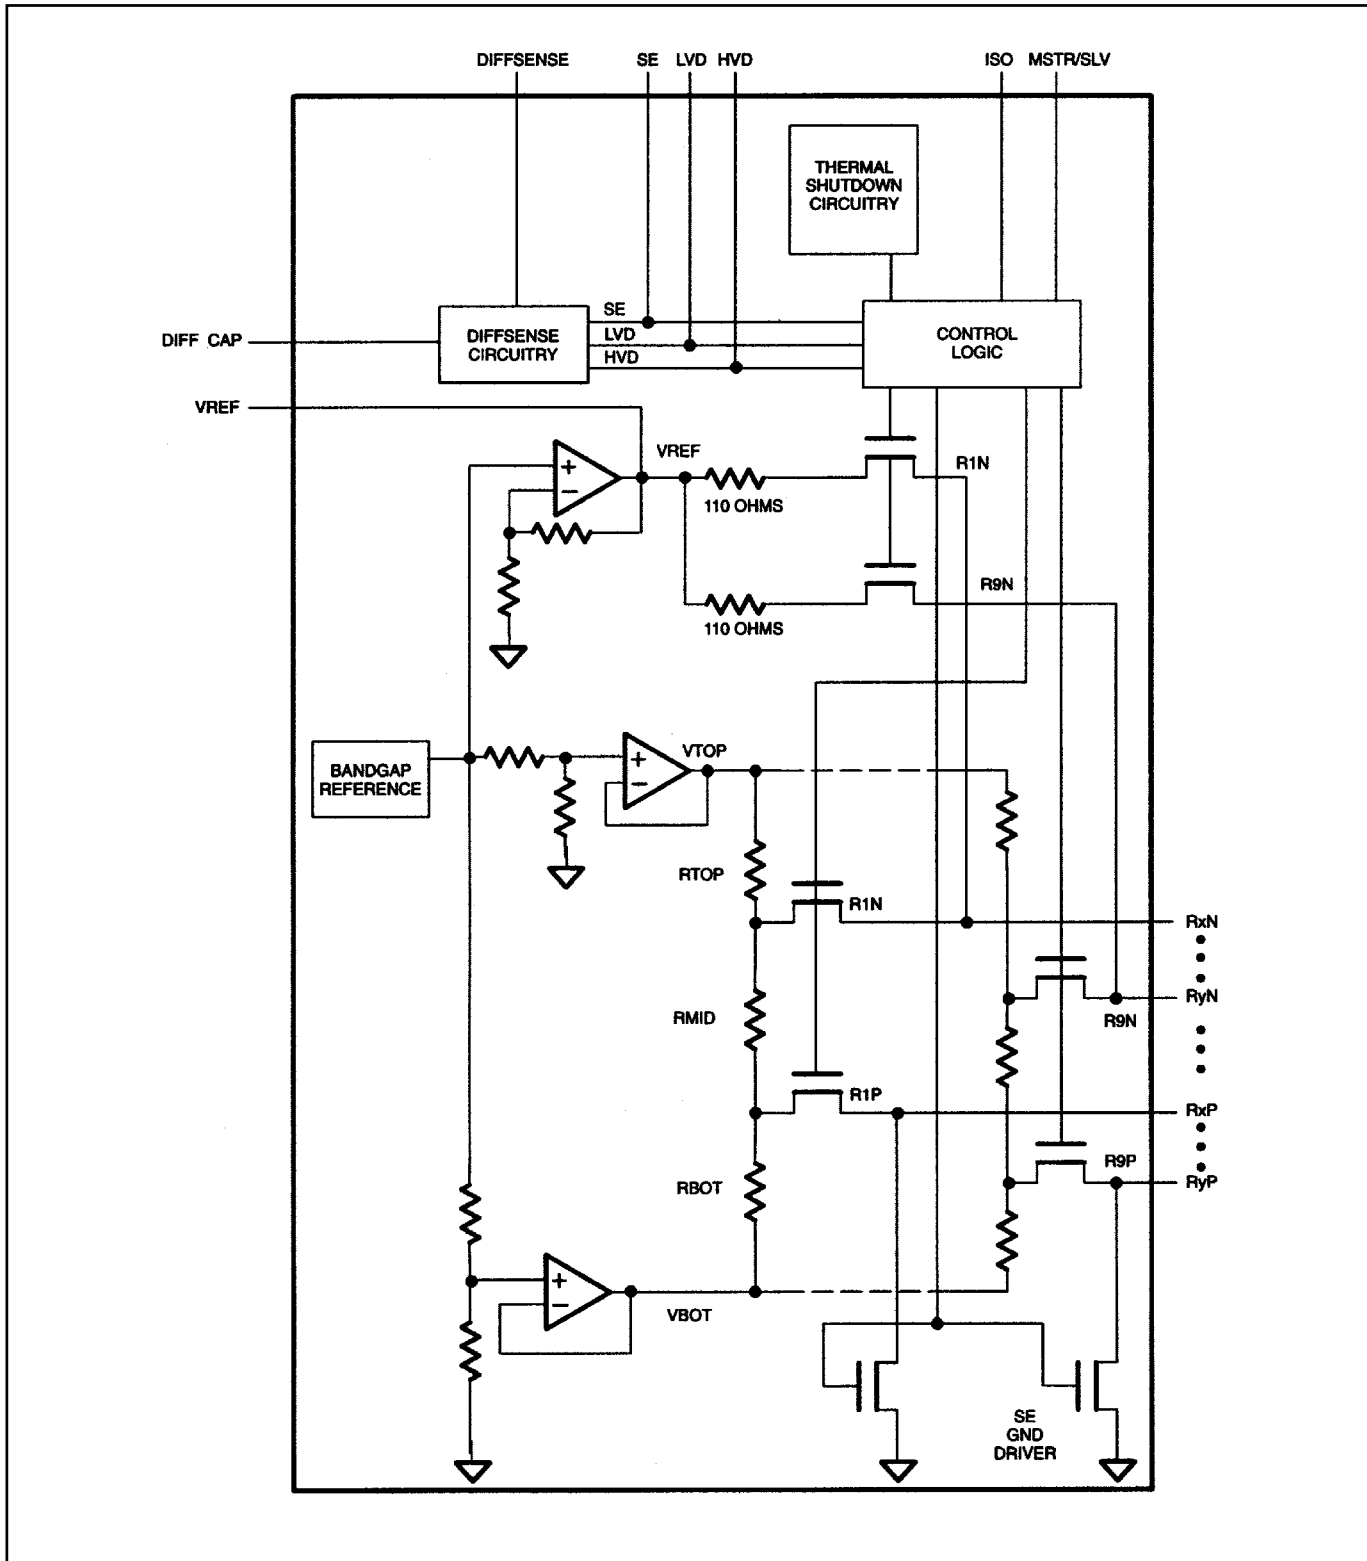 DIFFSENSE SE LVD HVD ISO MSTR/SLV
THERMAL
SHUTDOWN
CIRCUITRY
SE
LVD
HVD
DIFF CAP
DIFFSENSE
CIRCUITRY
CONTROL
LOGIC
VREF
VREF
+
−
110 OHMS
R1N
110 OHMS
R9N
BANDGAP
REFERENCE
+
−
VTOP
RTOP
R1N
RxN
RyN
R9N
RMID
R1P
RxP
R9P
RyP
RBOT
+
−
VBOT
SE
GND
DRIVER